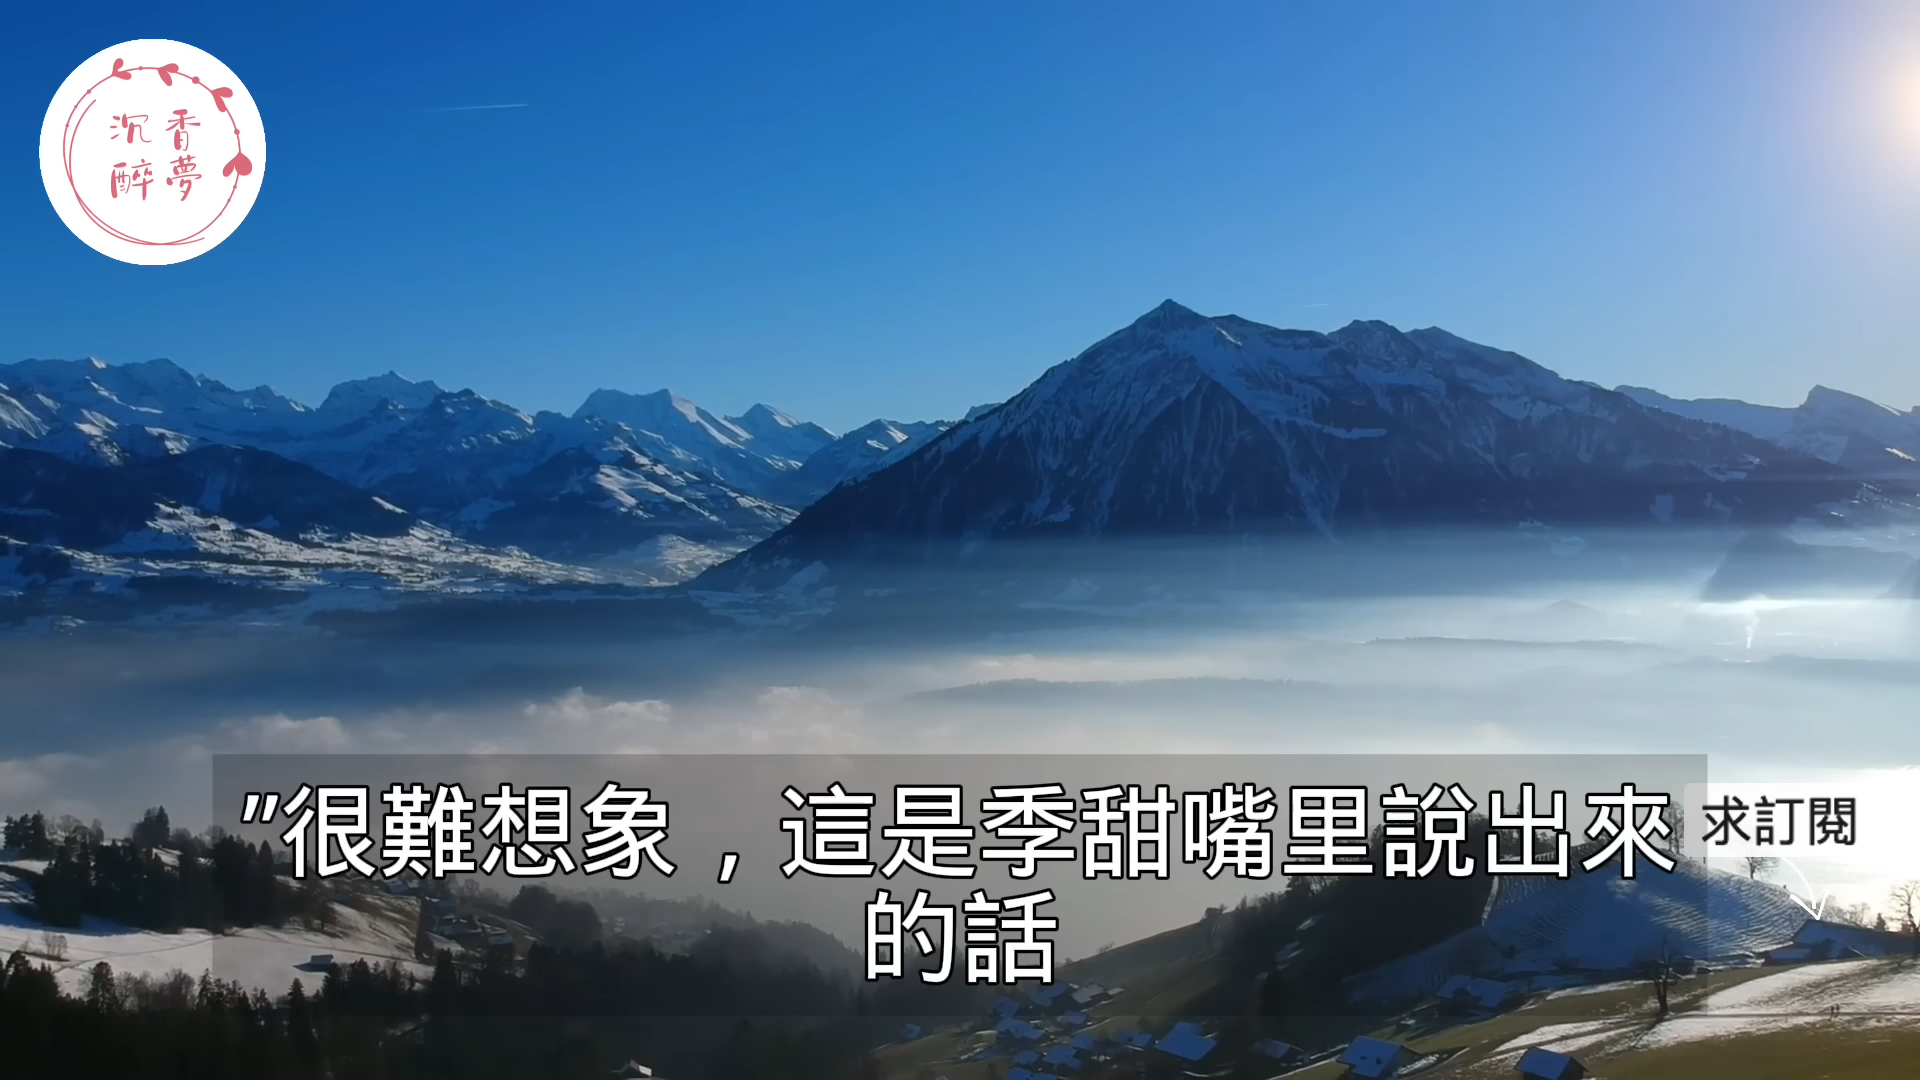 沉香
醉夢
"很難想象，這是季甜嘴里說出來
的話
求訂閱